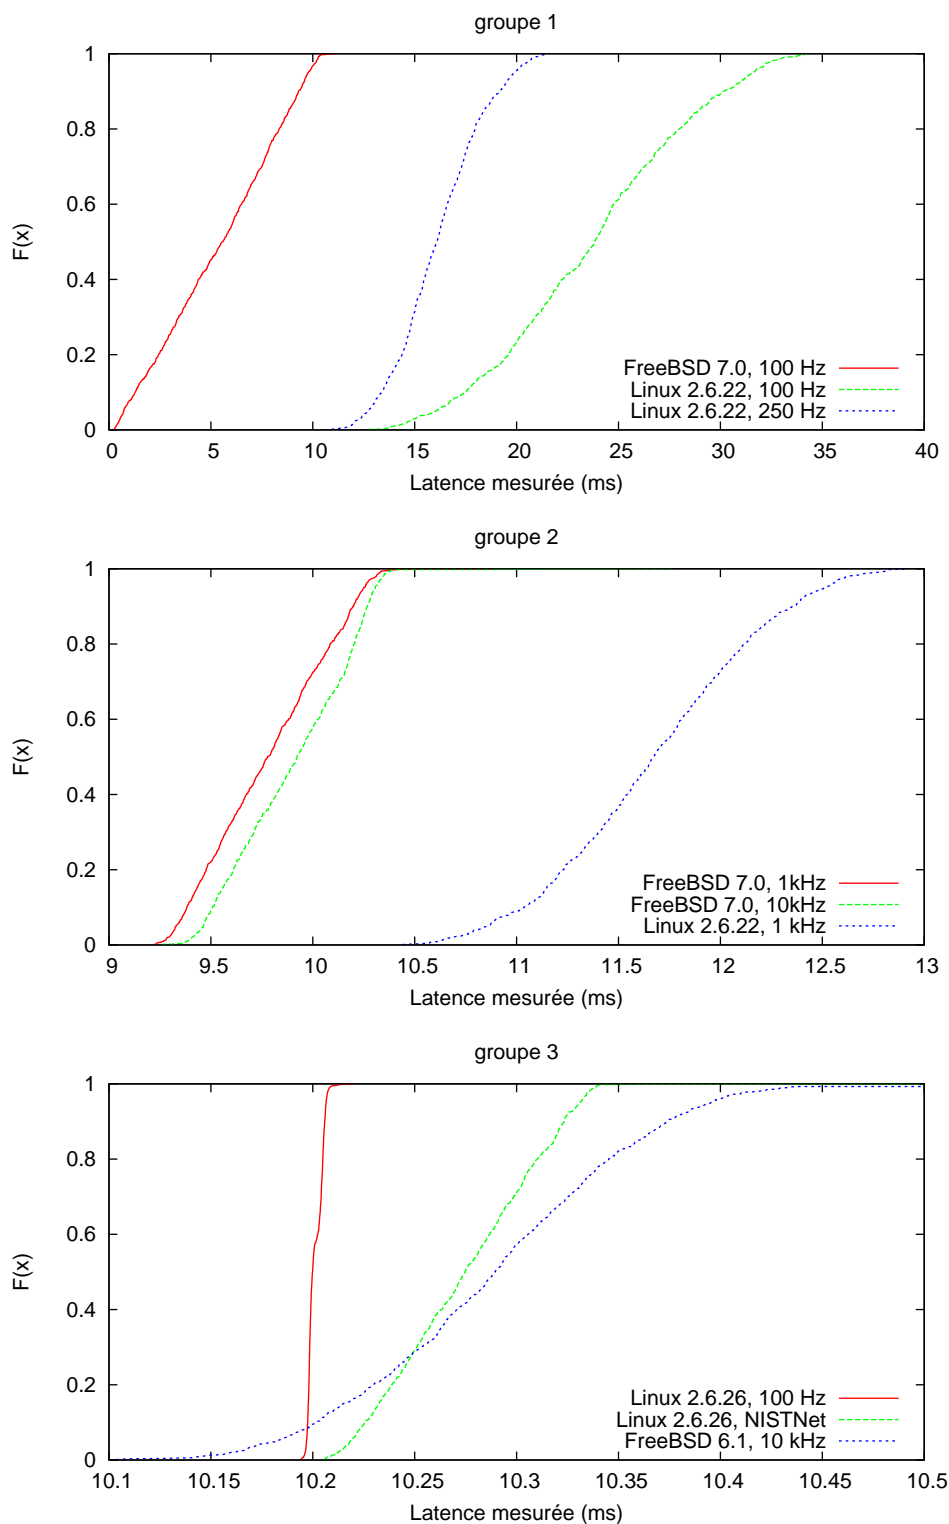 groupe 1
1
0.8
0.6
0.4
0.2
0
F(x)
FreeBSD 7.0, 100 Hz
Linux 2.6.22, 100 Hz
Linux 2.6.22, 250 Hz
0 5 10 15 20 25 30 35 40
Latence mesurée (ms)
groupe 2
1
0.8
0.6
0.4
0.2
0
F(x)
FreeBSD 7.0, 1kHz
FreeBSD 7.0, 10kHz
Linux 2.6.22, 1 kHz
9 9.5 10 10.5 11 11.5 12 12.5 13
Latence mesurée (ms)
groupe 3
1
0.8
0.6
0.4
0.2
0
F(x)
Linux 2.6.26, 100 Hz
Linux 2.6.26, NISTNet
FreeBSD 6.1, 10 kHz
10.1 10.15 10.2 10.25 10.3 10.35 10.4 10.45 10.5
Latence mesurée (ms)